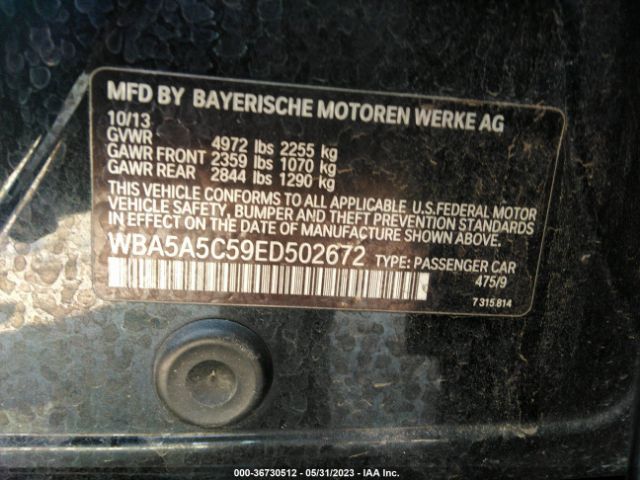 MFD BY BAYERISCHE MOTOREN WERKE AG
10/13
GVWR 4972 lbs 2255 kg
GAWR FRONT 2359 lbs 1070 kg
GAWR REAR 2844 lbs 1290 kg
THIS VEHICLE CONFORMS TO ALL APPLICABLE U.S.FEDERAL MOTOR
VEHICLE SAFETY, BUMPER AND THEFT PREVENTION STANDARDS
IN EFFECT ON THE DATE OF MANUFACTURE SHOWN ABOVE.
WBA5A5C59ED502672 TYPE: PASSENGER CAR
475/9
7 315 814
000-36730512 - 05/31/2023 - IAA Inc.